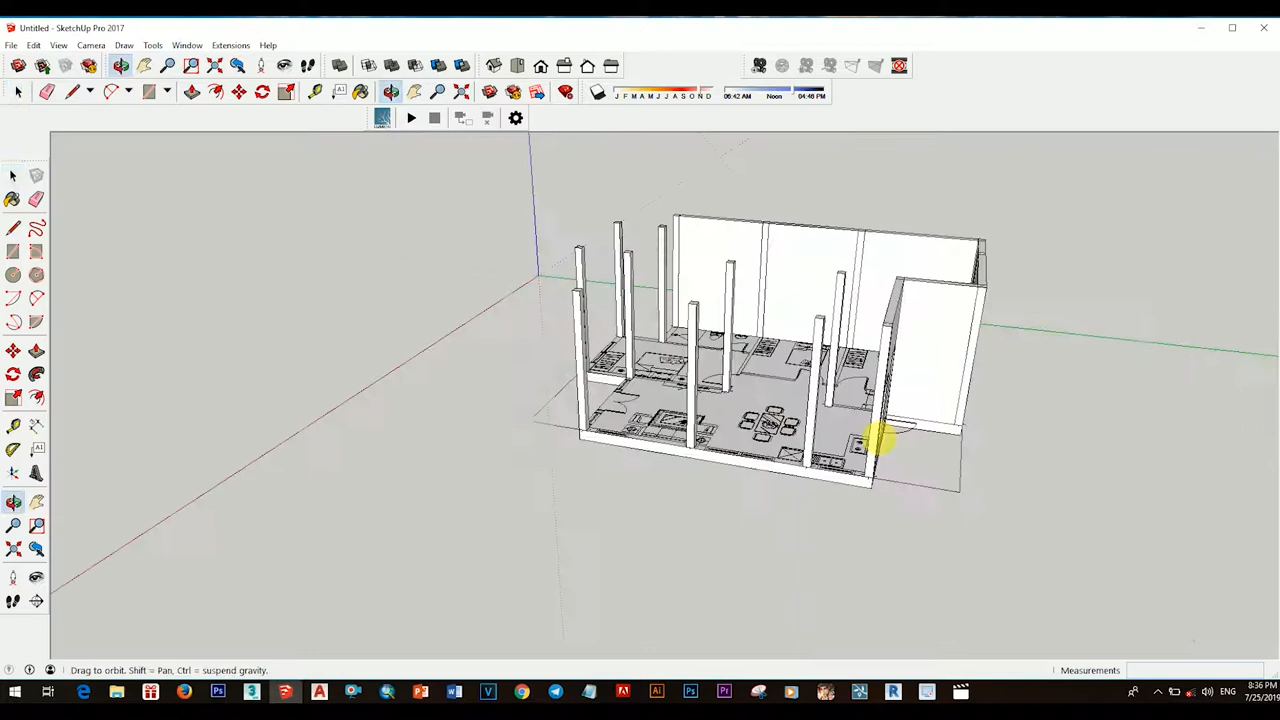 Untitled - SketchUp Pro 2017
File Edit View Camera Draw Tools Window Extensions Help
J F M A M J J A S O N D 06:42 AM Noon 04:46 PM
Drag to orbit. Shift = Pan, Ctrl = suspend gravity.
Measurements
ENG
8:36 PM
7/25/2019